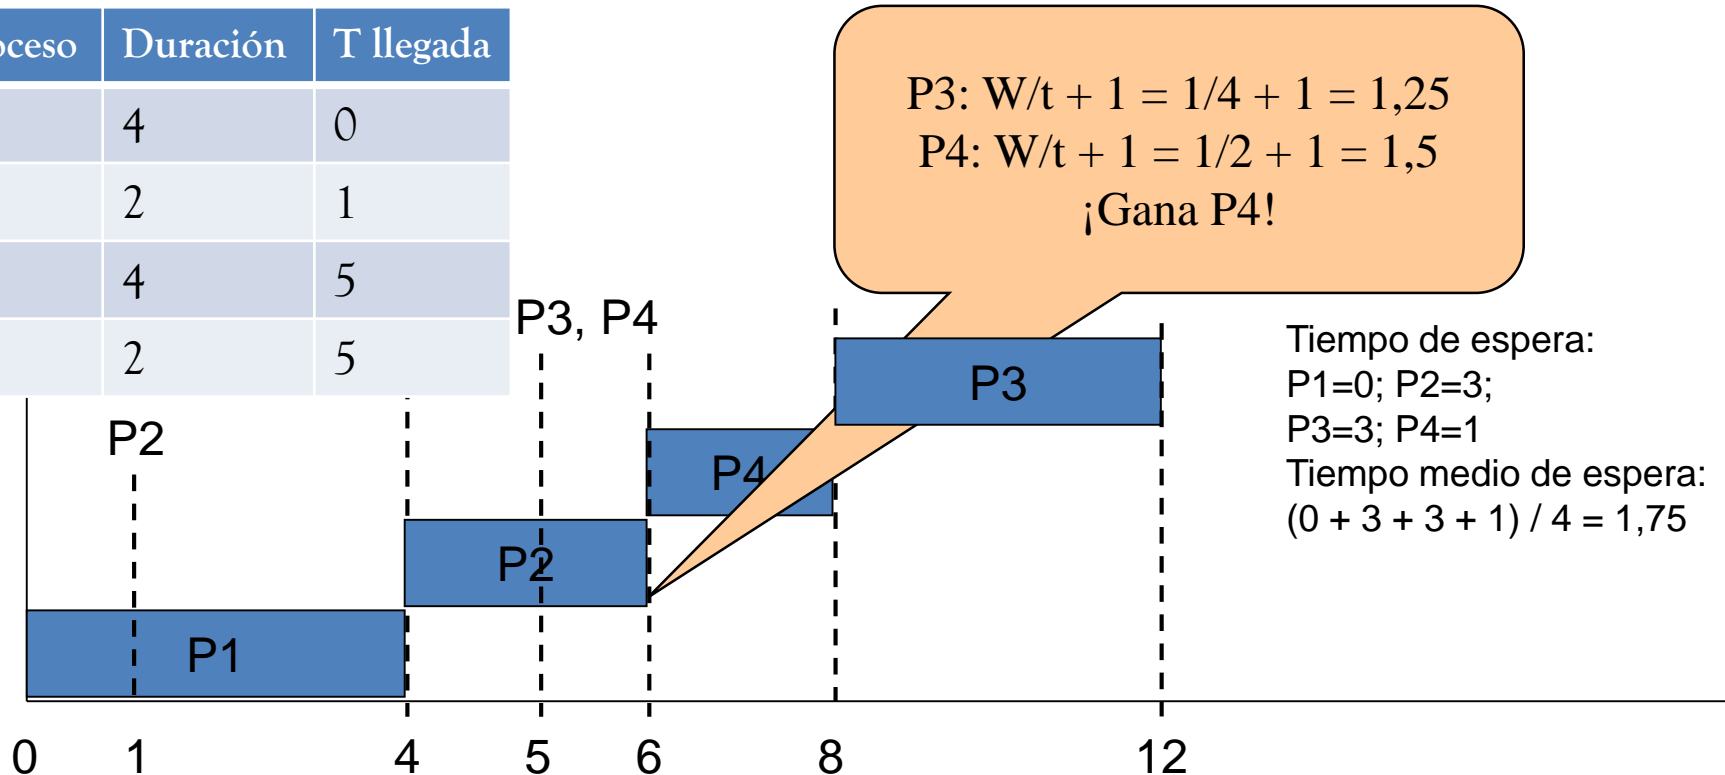 oceso Duración T llegada
4 0
2 1
4 5
2 5
P3: W/t + 1 = 1/4 + 1 = 1,25
P4: W/t + 1 = 1/2 + 1 = 1,5
¡Gana P4!
P3, P4
P2
P3
P4
P2
P1
Tiempo de espera:
P1=0; P2=3;
P3=3; P4=1
Tiempo medio de espera:
(0 + 3 + 3 + 1) / 4 = 1,75
0 1 4 5 6 8 12